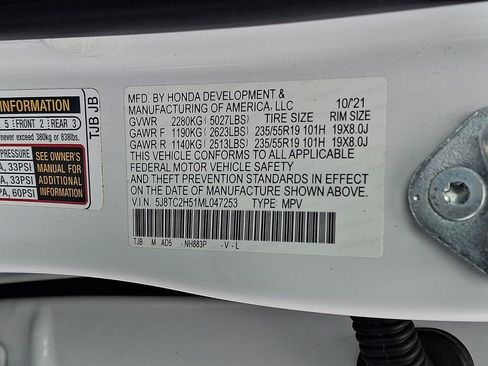 INFORMATION
5 FRONT 2 REAR 3
never exceed 380kg or 838lbs.
PRESSURE
33PSI
33PSI
60PSI
SEE OWNER'S
MANUAL FOR
ADDITIONAL
INFORMATION
TJB JB
MFD. BY HONDA DEVELOPMENT & 10/'21
MANUFACTURING OF AMERICA, LLC
GVWR 2280KG ( 5027LBS) TIRE SIZE RIM SIZE
GAWR F 1190KG ( 2623LBS) 235/55R19 101H 19X8.0J
GAWR R 1140KG ( 2513LBS) 235/55R19 101H 19X8.0J
THIS VEHICLE CONFORMS TO ALL APPLICABLE
FEDERAL MOTOR VEHICLE SAFETY, BUMPER,
AND THEFT PREVENTION STANDARDS IN EFFECT
ON THE DATE OF MANUFACTURE SHOWN ABOVE.
V.I.N. 5J8TC2H51ML047253 TYPE: MPV
TJB M AD5 -NH883P -V - L